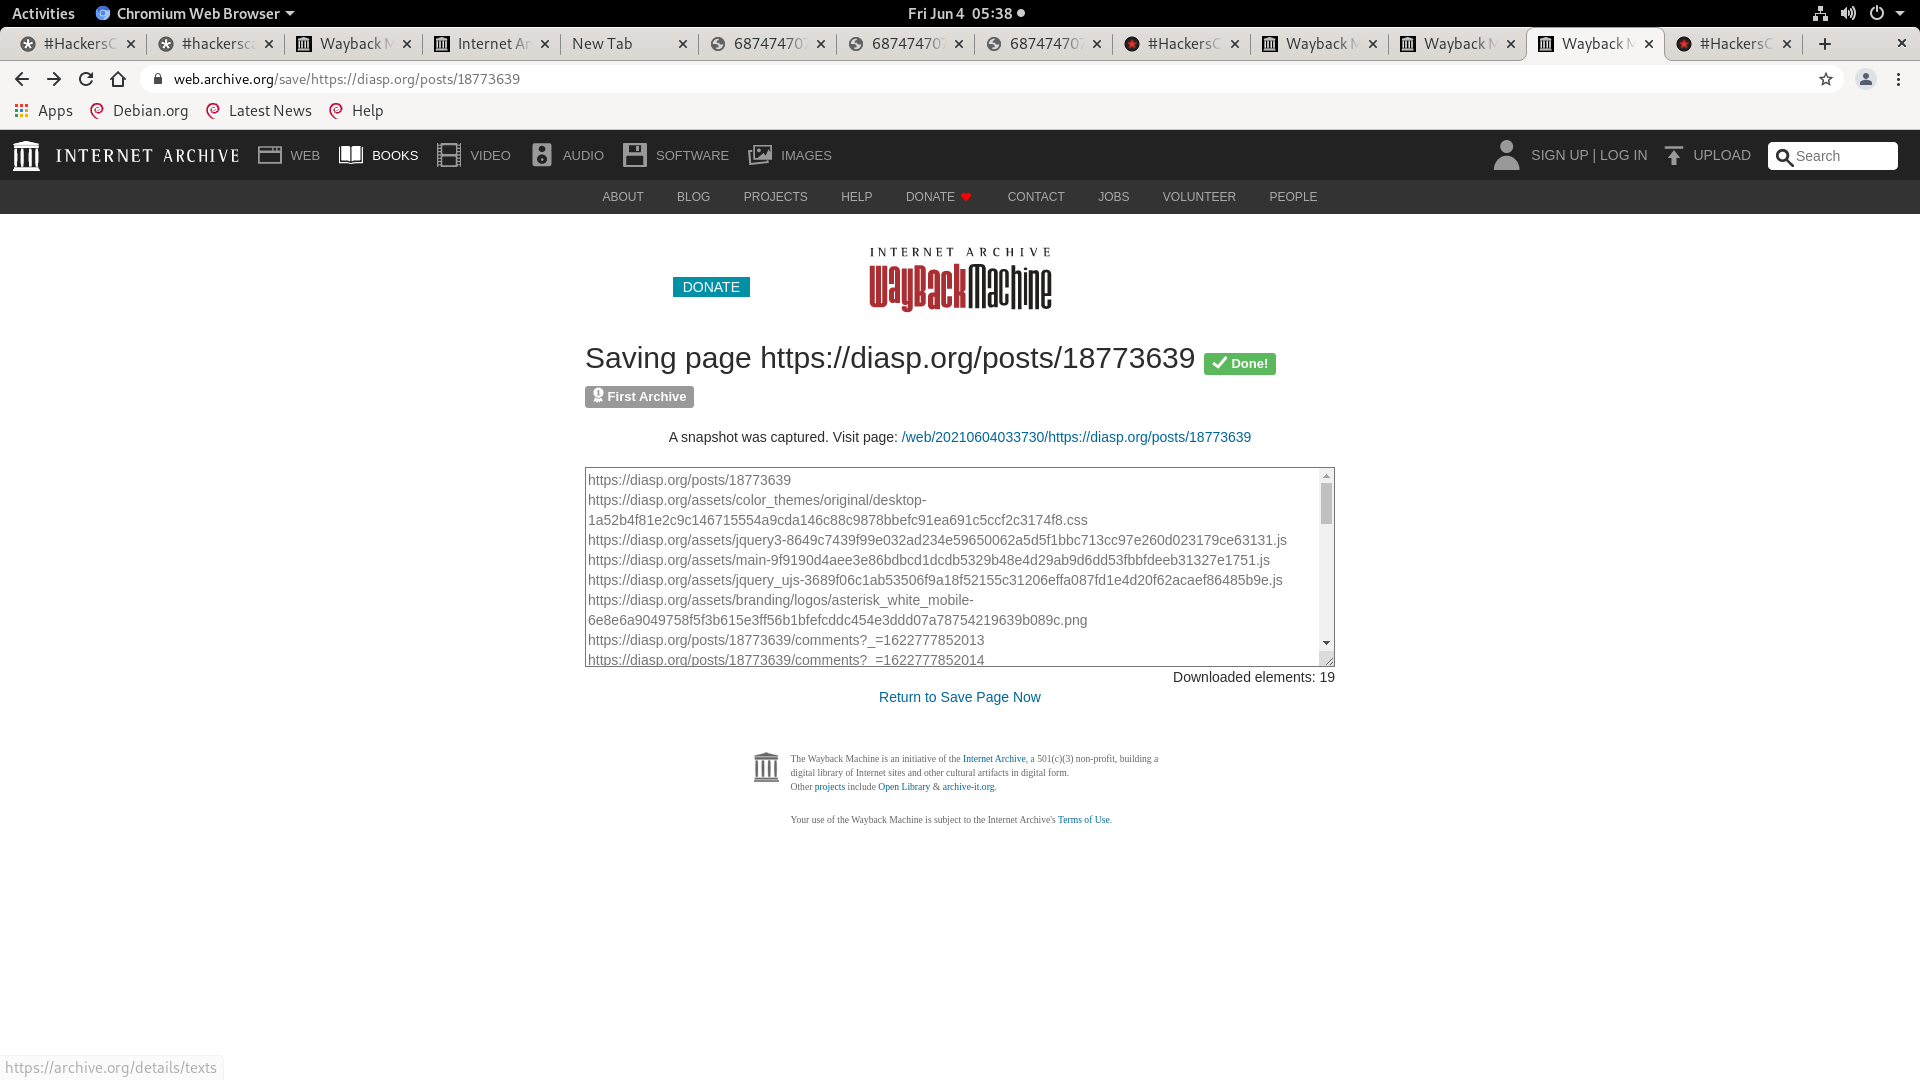 Activities Chromium Web Browser Fri Jun 4 05:38
#HackersC #hackersca Wayback M Internet Ar New Tab 687474707 687474707 687474707 #HackersC Wayback M Wayback M Wayback M #HackersC
web.archive.org/save/https://diasp.org/posts/18773639
Apps Debian.org Latest News Help
INTERNET ARCHIVE WEB BOOKS VIDEO AUDIO SOFTWARE IMAGES SIGN UP | LOG IN UPLOAD Search
ABOUT BLOG PROJECTS HELP DONATE CONTACT JOBS VOLUNTEER PEOPLE
INTERNET ARCHIVE
WayBackMachine
DONATE
Saving page https://diasp.org/posts/18773639 Done!
First Archive
A snapshot was captured. Visit page: /web/20210604033730/https://diasp.org/posts/18773639
https://diasp.org/posts/18773639
https://diasp.org/assets/color_themes/original/desktop-
1a52b4f81e2c9c146715554a9cda146c88c9878bbefc91ea691c5ccf2c3174f8.css
https://diasp.org/assets/jquery3-8649c7439f99e032ad234e59650062a5d5f1bbc713cc97e260d023179ce63131.js
https://diasp.org/assets/main-9f9190d4aee3e86bdbcd1dcdb5329b48e4d29ab9d6dd53fbbfdeeb31327e1751.js
https://diasp.org/assets/jquery_ujs-3689f06c1ab53506f9a18f52155c31206effa087fd1e4d20f62acaef86485b9e.js
https://diasp.org/assets/branding/logos/asterisk_white_mobile-
6e8e6a9049758f5f3b615e3ff56b1bfefcddc454e3ddd07a78754219639b089c.png
https://diasp.org/posts/18773639/comments?_=1622777852013
https://diasp.org/posts/18773639/comments?_=1622777852014
Downloaded elements: 19
Return to Save Page Now
The Wayback Machine is an initiative of the Internet Archive, a 501(c)(3) non-profit, building a
digital library of Internet sites and other cultural artifacts in digital form.
Other projects include Open Library & archive-it.org.
Your use of the Wayback Machine is subject to the Internet Archive's Terms of Use.
https://archive.org/details/texts